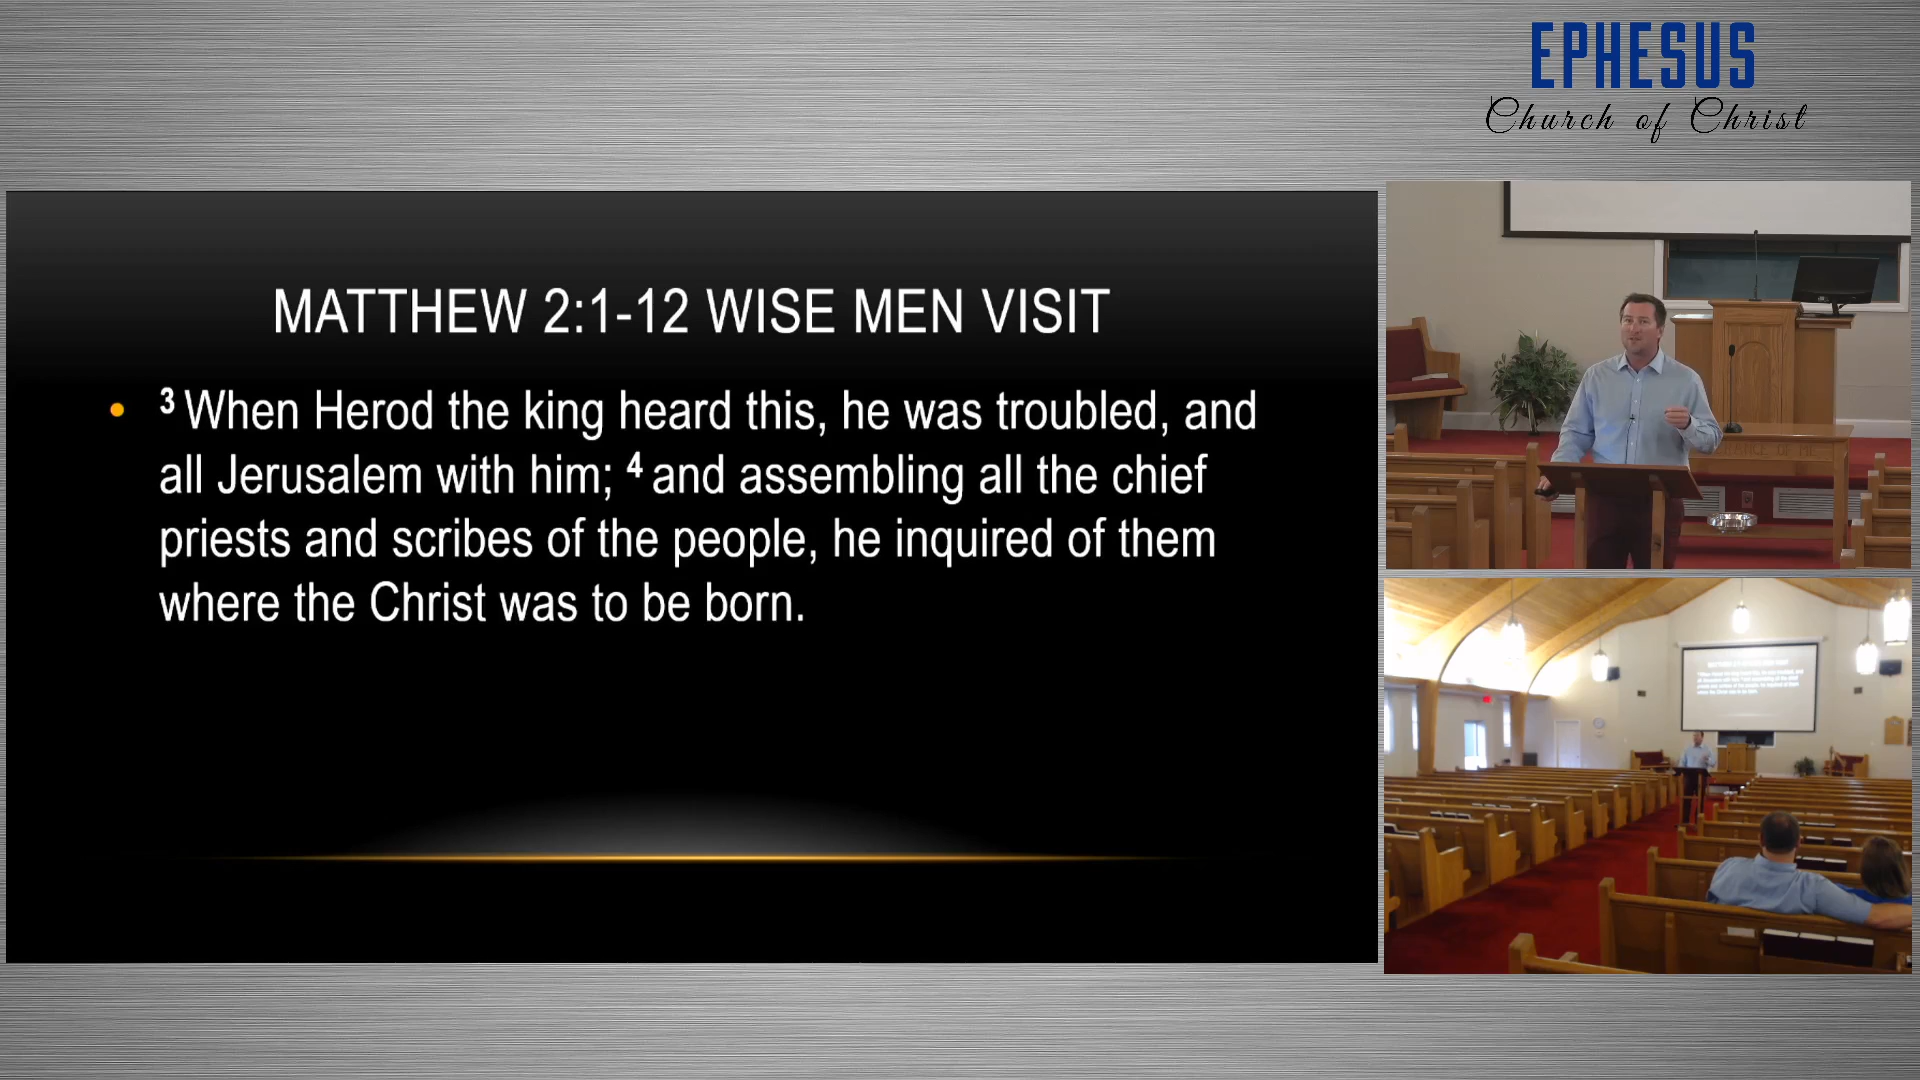 EPHESUS
Church of Christ
MATTHEW 2:1-12 WISE MEN VISIT
• ³ When Herod the king heard this, he was troubled, and
all Jerusalem with him; ⁴ and assembling all the chief
priests and scribes of the people, he inquired of them
where the Christ was to be born.